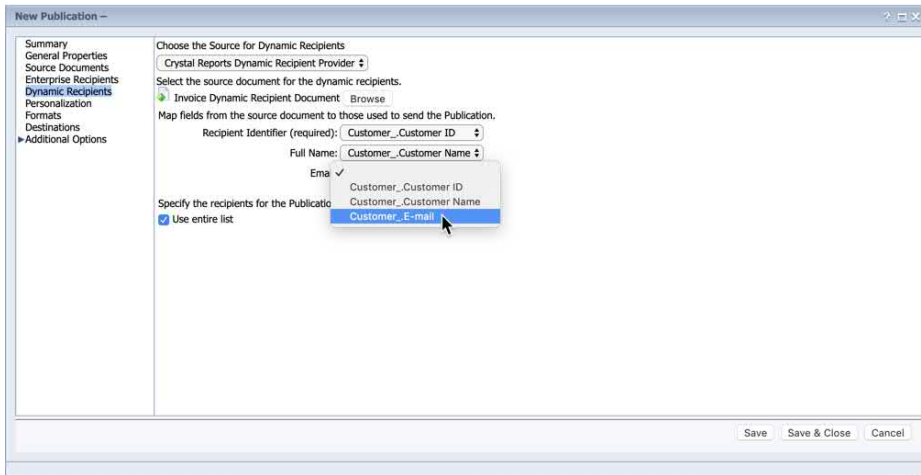 New Publication –
Summary
General Properties
Source Documents
Enterprise Recipients
Dynamic Recipients
Personalization
Formats
Destinations
Additional Options
Choose the Source for Dynamic Recipients
Crystal Reports Dynamic Recipient Provider
Select the source document for the dynamic recipients.
Invoice Dynamic Recipient Document Browse
Map fields from the source document to those used to send the Publication.
Recipient Identifier (required): Customer_.Customer ID
Full Name: Customer_.Customer Name
Ema
Customer_.Customer ID
Customer_.Customer Name
Customer_.E-mail
Specify the recipients for the Publicatio
Use entire list
Save Save & Close Cancel